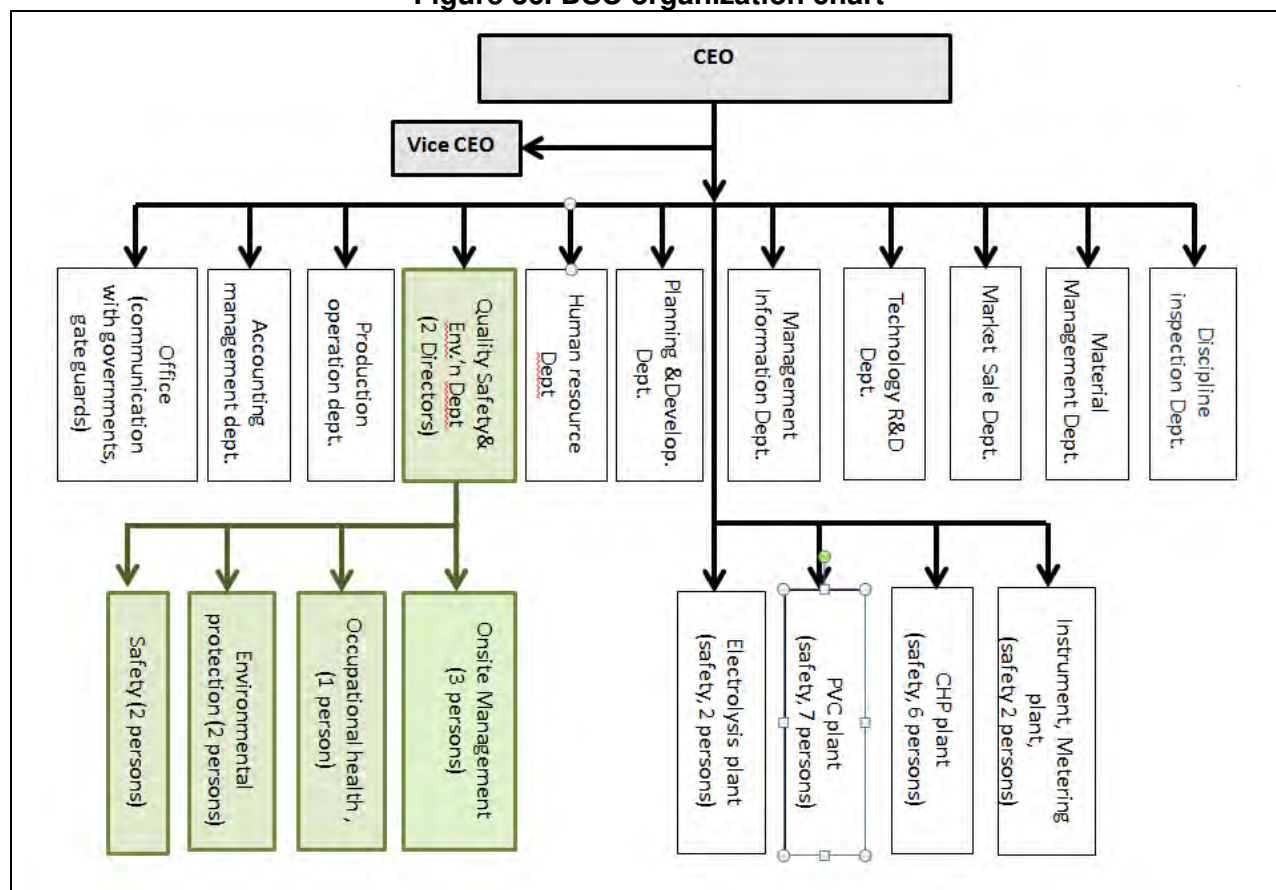 CEO
Vice CEO
Office
(communication
with governments,
gate guards)
Accounting
management dept.
Production
operation dept.
Quality Safety&
Env.'n Dept
(2 Directors)
Human resource
Dept
Planning &Develop.
Dept.
Management
Information Dept.
Technology R&D
Dept.
Market Sale Dept.
Material
Management Dept.
Discipline
inspection Dept.
Safety (2 persons)
Environmental
protection (2 persons)
Occupational health ,
(1 person)
Onsite Management
(3 persons)
Electrolysis plant
(safety, 2 persons)
PVC plant
(safety, 7 persons)
CHP plant
(safety, 6 persons)
Instrument, Metering
plant,
(safety 2 persons)